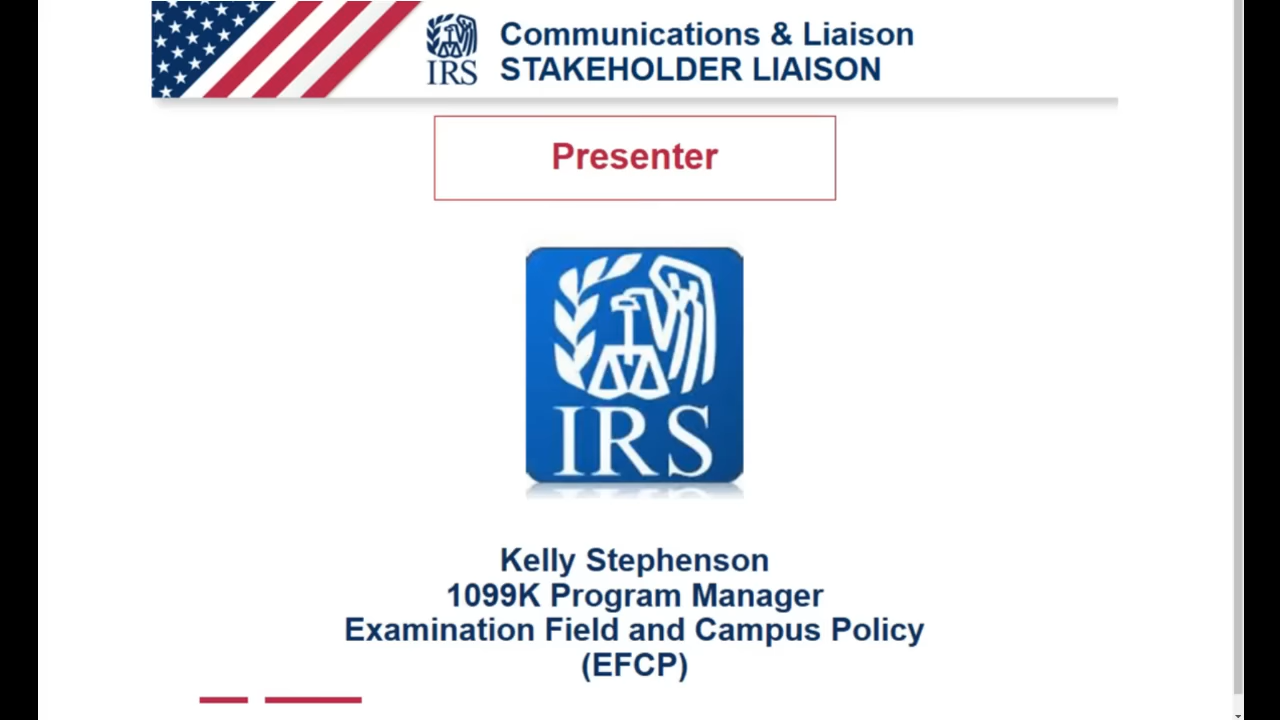 IRS
Communications & Liaison
STAKEHOLDER LIAISON
Presenter
IRS
Kelly Stephenson
1099K Program Manager
Examination Field and Campus Policy
(EFCP)